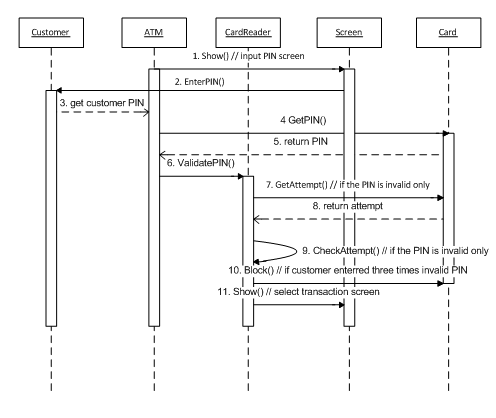 Customer
ATM
CardReader
Screen
Card
1. Show() // input PIN screen
2. EnterPIN()
3. get customer PIN
4 GetPIN()
5. return PIN
6. ValidatePIN()
7. GetAttempt() // if the PIN is invalid only
8. return attempt
9. CheckAttempt() // if the PIN is invalid only
10. Block() // if customer enterred three times invalid PIN
11. Show() // select transaction screen